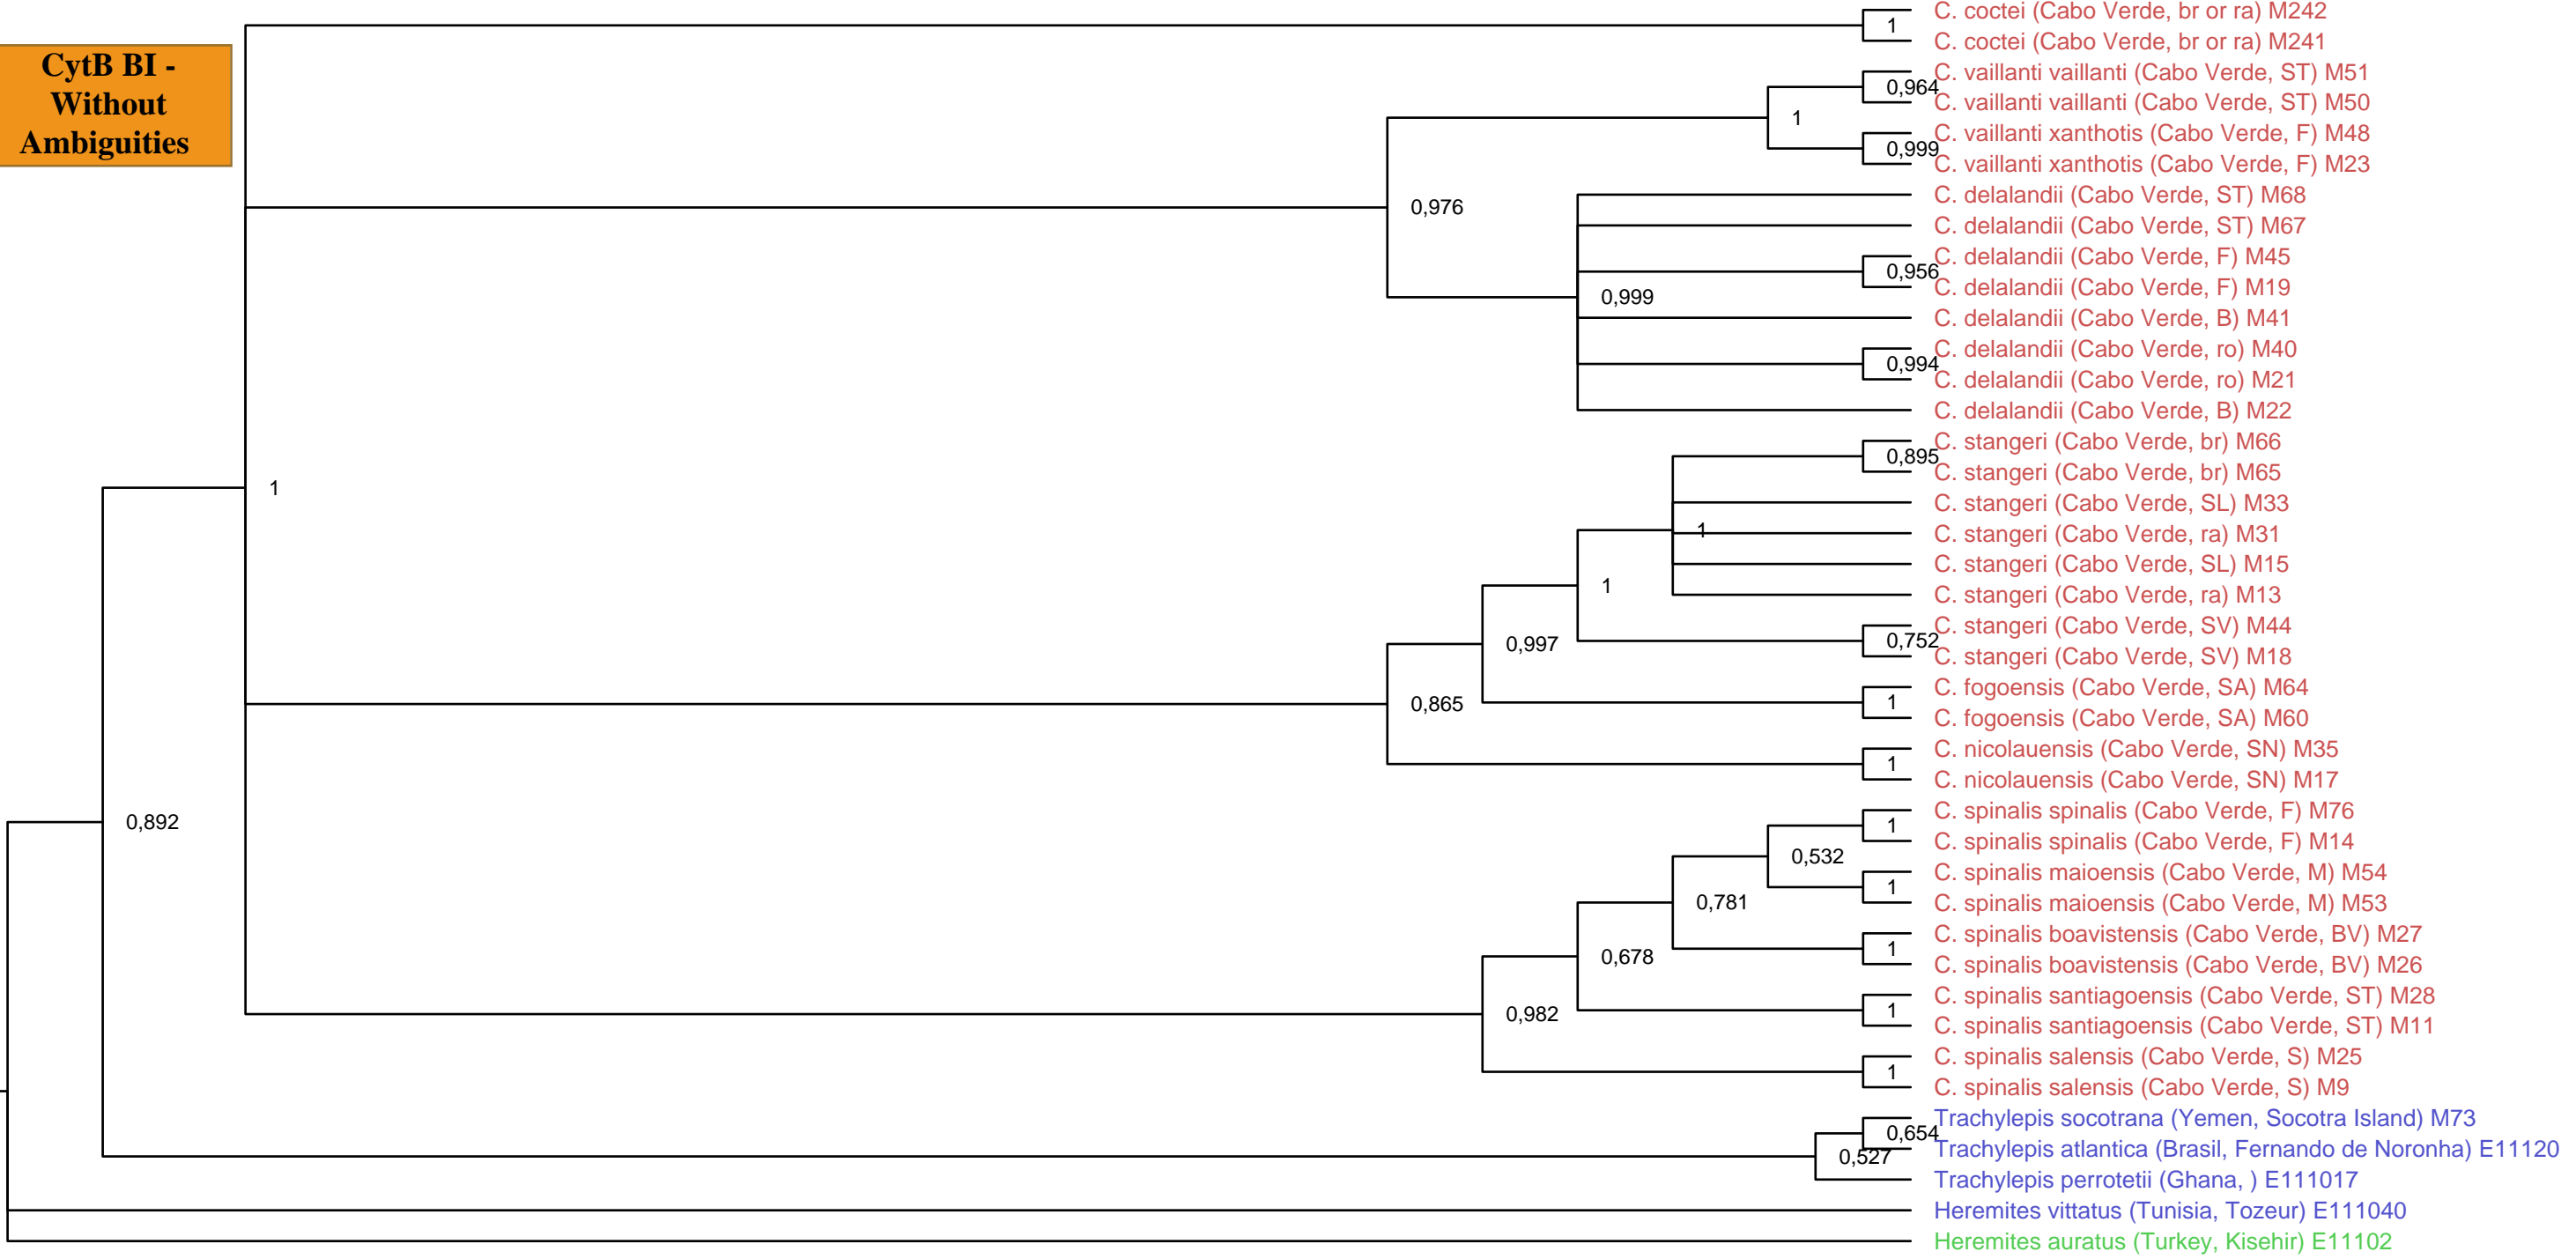 CytB BI -
Without
Ambiguities
C. coctei (Cabo Verde, br or ra) M242
1
C. coctei (Cabo Verde, br or ra) M241
C. vaillanti vaillanti (Cabo Verde, ST) M51
0,964
C. vaillanti vaillanti (Cabo Verde, ST) M50
1
C. vaillanti xanthotis (Cabo Verde, F) M48
0,999
C. vaillanti xanthotis (Cabo Verde, F) M23
0,976
C. delalandii (Cabo Verde, ST) M68
C. delalandii (Cabo Verde, ST) M67
C. delalandii (Cabo Verde, F) M45
0,956
C. delalandii (Cabo Verde, F) M19
0,999
C. delalandii (Cabo Verde, B) M41
C. delalandii (Cabo Verde, ro) M40
0,994
C. delalandii (Cabo Verde, ro) M21
C. delalandii (Cabo Verde, B) M22
C. stangeri (Cabo Verde, br) M66
0,895
C. stangeri (Cabo Verde, br) M65
1
C. stangeri (Cabo Verde, SL) M33
1
C. stangeri (Cabo Verde, ra) M31
C. stangeri (Cabo Verde, SL) M15
1
C. stangeri (Cabo Verde, ra) M13
C. stangeri (Cabo Verde, SV) M44
0,752
0,997
C. stangeri (Cabo Verde, SV) M18
C. fogoensis (Cabo Verde, SA) M64
1
0,865
C. fogoensis (Cabo Verde, SA) M60
C. nicolauensis (Cabo Verde, SN) M35
1
C. nicolauensis (Cabo Verde, SN) M17
C. spinalis spinalis (Cabo Verde, F) M76
0,892
1
C. spinalis spinalis (Cabo Verde, F) M14
0,532
C. spinalis maioensis (Cabo Verde, M) M54
1
C. spinalis maioensis (Cabo Verde, M) M53
0,781
C. spinalis boavistensis (Cabo Verde, BV) M27
1
0,678
C. spinalis boavistensis (Cabo Verde, BV) M26
C. spinalis santiagoensis (Cabo Verde, ST) M28
1
0,982
C. spinalis santiagoensis (Cabo Verde, ST) M11
C. spinalis salensis (Cabo Verde, S) M25
1
C. spinalis salensis (Cabo Verde, S) M9
Trachylepis socotrana (Yemen, Socotra Island) M73
0,654
Trachylepis atlantica (Brasil, Fernando de Noronha) E11120
0,527
Trachylepis perrotetii (Ghana, ) E111017
Heremites vittatus (Tunisia, Tozeur) E111040
Heremites auratus (Turkey, Kisehir) E11102